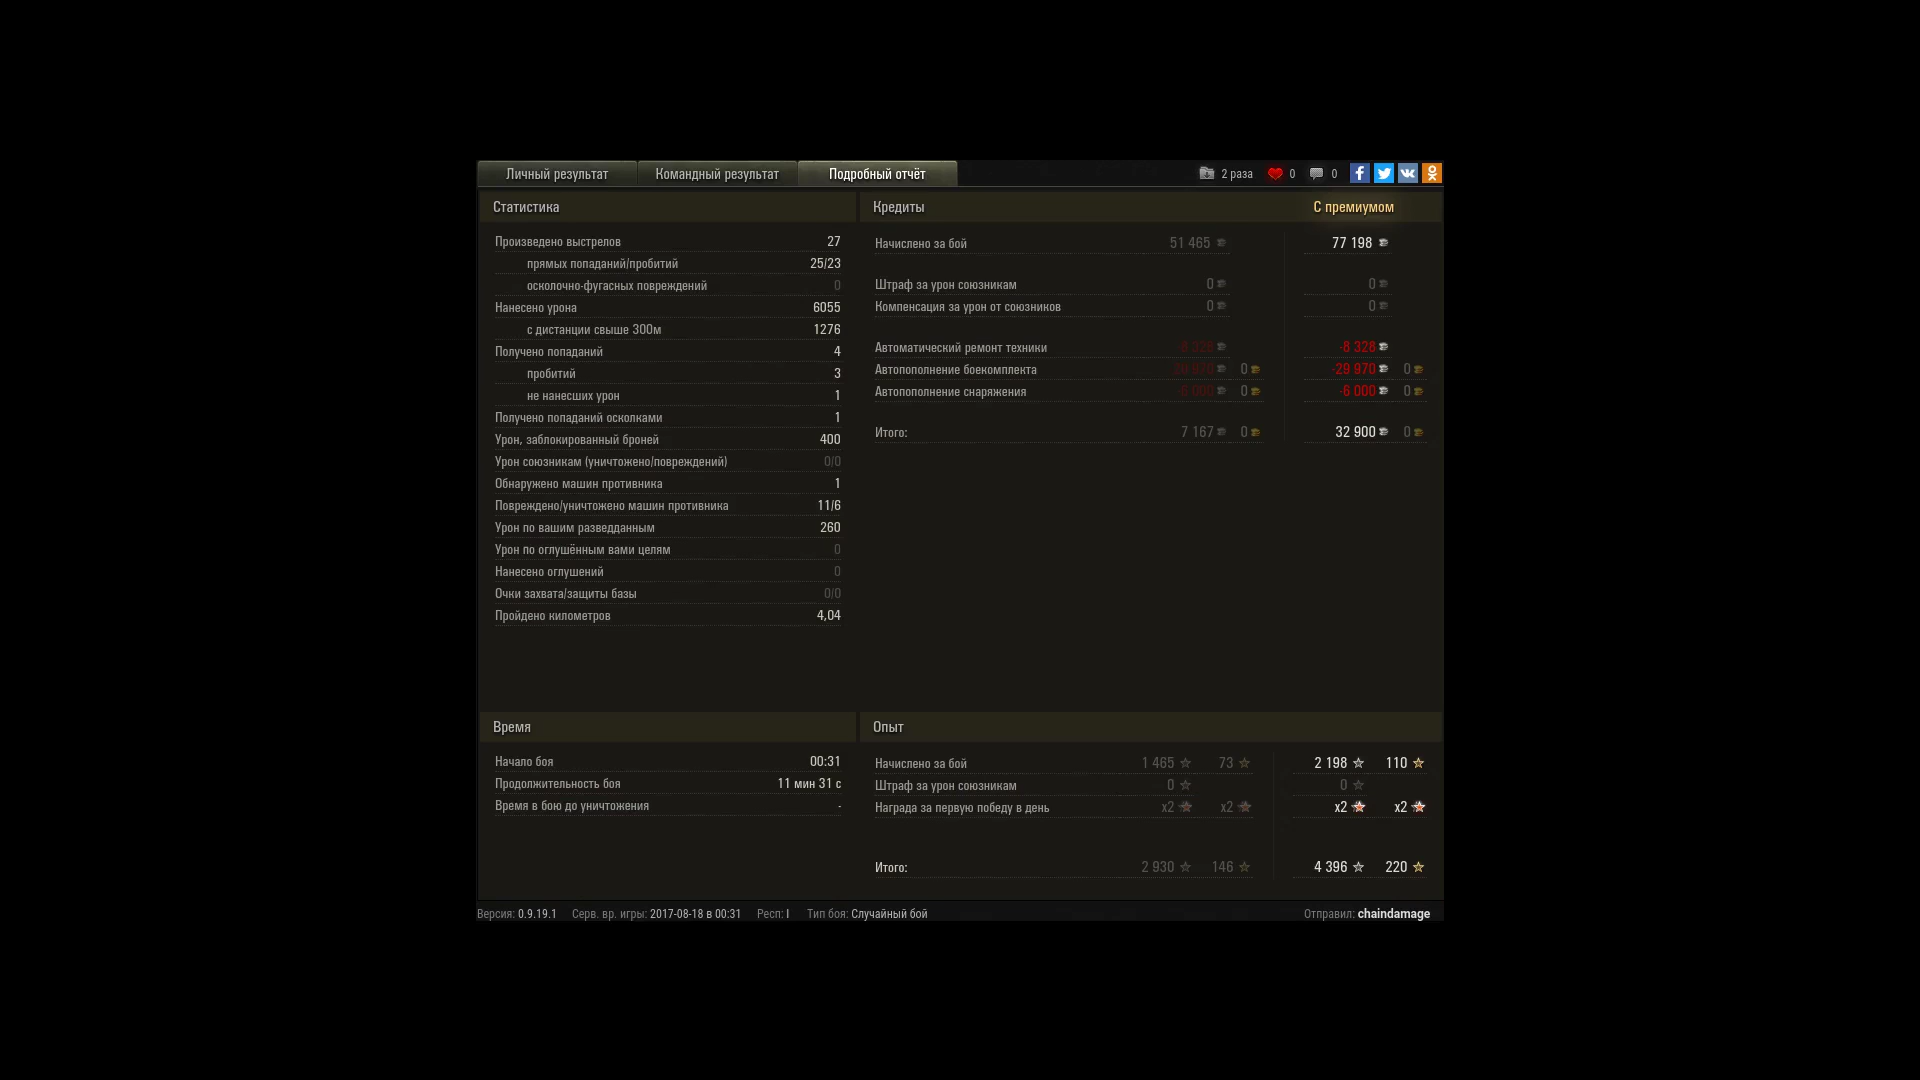 Личный результат Командный результат Подробный отчёт 2 раза 0 0
Статистика
Произведено выстрелов 27
прямых попаданий/пробитий 25/23
осколочно-фугасных повреждений 0
Нанесено урона 6055
с дистанции свыше 300м 1276
Получено попаданий 4
пробитий 3
не нанесших урон 1
Получено попаданий осколками 1
Урон, заблокированный броней 400
Урон союзникам (уничтожено/повреждений) 0/0
Обнаружено машин противника 1
Повреждено/уничтожено машин противника 11/6
Урон по вашим разведданным 260
Урон по оглушённым вами целям 0
Нанесено оглушений 0
Очки захвата/защиты базы 0/0
Пройдено километров 4,04
Кредиты С премиумом
Начислено за бой 51 465 77 198
Штраф за урон союзникам 0 0
Компенсация за урон от союзников 0 0
Автоматический ремонт техники -8 328 -8 328
Автопополнение боекомплекта -29 970 0 -29 970 0
Автопополнение снаряжения -6 000 0 -6 000 0
Итого: 7 167 0 32 900 0
Время
Начало боя 00:31
Продолжительность боя 11 мин 31 с
Время в бою до уничтожения -
Опыт
Начислено за бой 1 465 73 2 198 110
Штраф за урон союзникам 0 0
Награда за первую победу в день x2 x2 x2 x2
Итого: 2 930 146 4 396 220
Версия: 0.9.19.1 Серв. вр. игры: 2017-08-18 в 00:31 Респ: I Тип боя: Случайный бой Отправил: chaindamage